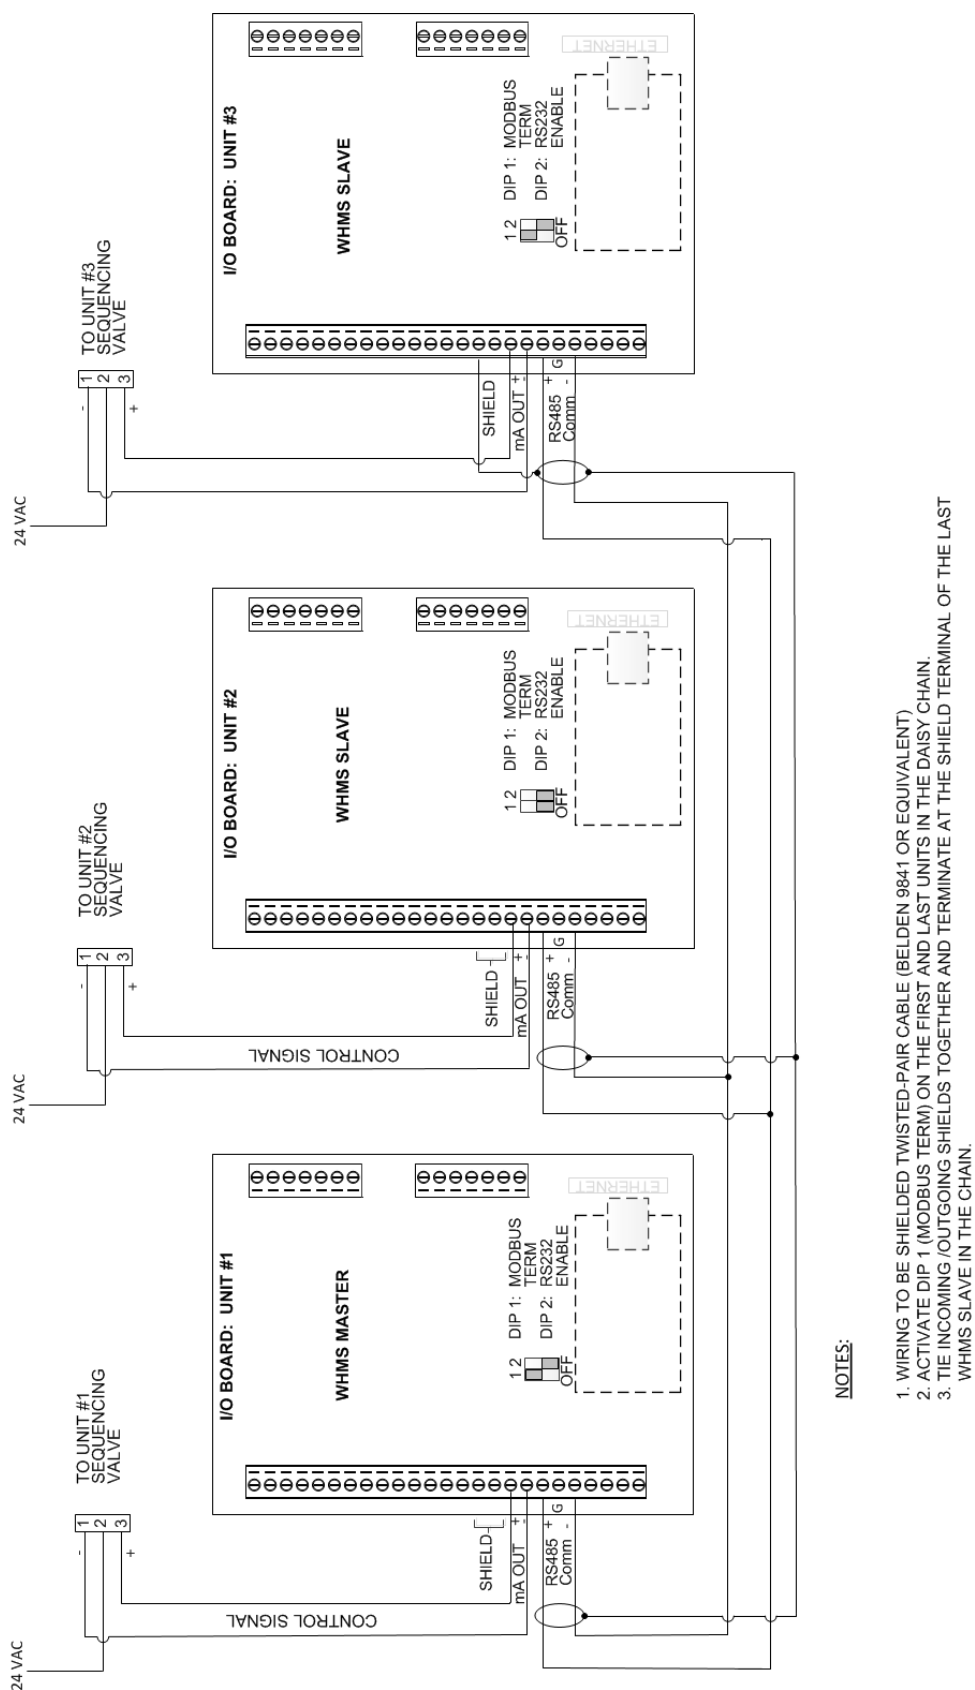 24 VAC
TO UNIT #1
SEQUENCING
VALVE
1
2
3
-
+
CONTROL SIGNAL
SHIELD
mA OUT + -
RS485 + G
Comm -
I/O BOARD: UNIT #1
WHMS MASTER
1 2
OFF
DIP 1: MODBUS
TERM
DIP 2: RS232
ENABLE
ETHERNET
24 VAC
TO UNIT #2
SEQUENCING
VALVE
1
2
3
-
+
CONTROL SIGNAL
SHIELD
mA OUT + -
RS485 + G
Comm -
I/O BOARD: UNIT #2
WHMS SLAVE
1 2
OFF
DIP 1: MODBUS
TERM
DIP 2: RS232
ENABLE
ETHERNET
24 VAC
TO UNIT #3
SEQUENCING
VALVE
1
2
3
-
+
SHIELD
mA OUT + -
RS485 + G
Comm -
I/O BOARD: UNIT #3
WHMS SLAVE
1 2
OFF
DIP 1: MODBUS
TERM
DIP 2: RS232
ENABLE
ETHERNET
NOTES:
1. WIRING TO BE SHIELDED TWISTED-PAIR CABLE (BELDEN 9841 OR EQUIVALENT)
2. ACTIVATE DIP 1 (MODBUS TERM) ON THE FIRST AND LAST UNITS IN THE DAISY CHAIN.
3. TIE INCOMING /OUTGOING SHIELDS TOGETHER AND TERMINATE AT THE SHIELD TERMINAL OF THE LAST
WHMS SLAVE IN THE CHAIN.